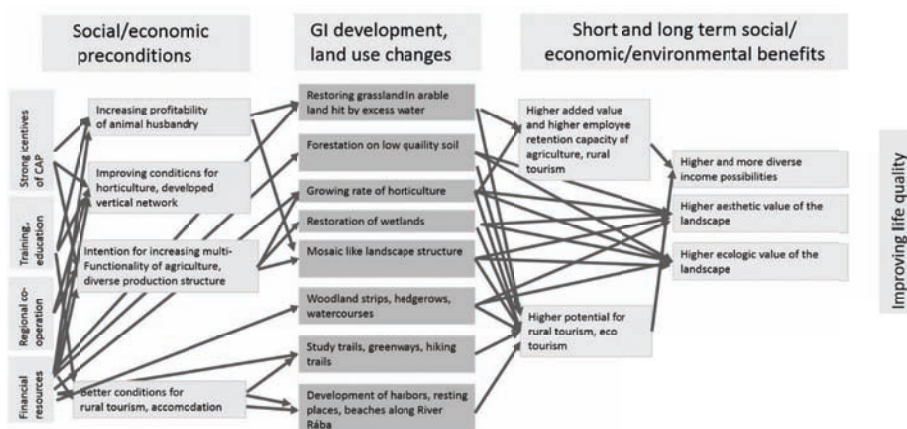 Social/economic
preconditions
GI development,
land use changes
Short and long term social/
economic/environmental benefits
Strong icentives
of CAP
Training,
education
Regional co-
operation
Financial
resources
Increasing profitability
of animal husbandry
Improving conditions for
horticulture, developed
vertical network
Intention for increasing multi-
Functionality of agriculture,
diverse production structure
Better conditions for
rural tourism, accomodation
Restoring grassland in arable
land hit by excess water
Forestation on low quaility soil
Growing rate of horticulture
Restoration of wetlands
Mosaic like landscape structure
Woodland strips, hedgerows,
watercourses
Study trails, greenways, hiking
trails
Development of harbors, resting
places, beaches along River
Rába
Higher added value
and higher employee
retention capacity of
agriculture, rural
tourism
Higher potential for
rural tourism, eco
tourism
Higher and more diverse
income possibilities
Higher aesthetic value of the
landscape
Higher ecologic value of the
landscape
Improving life quality